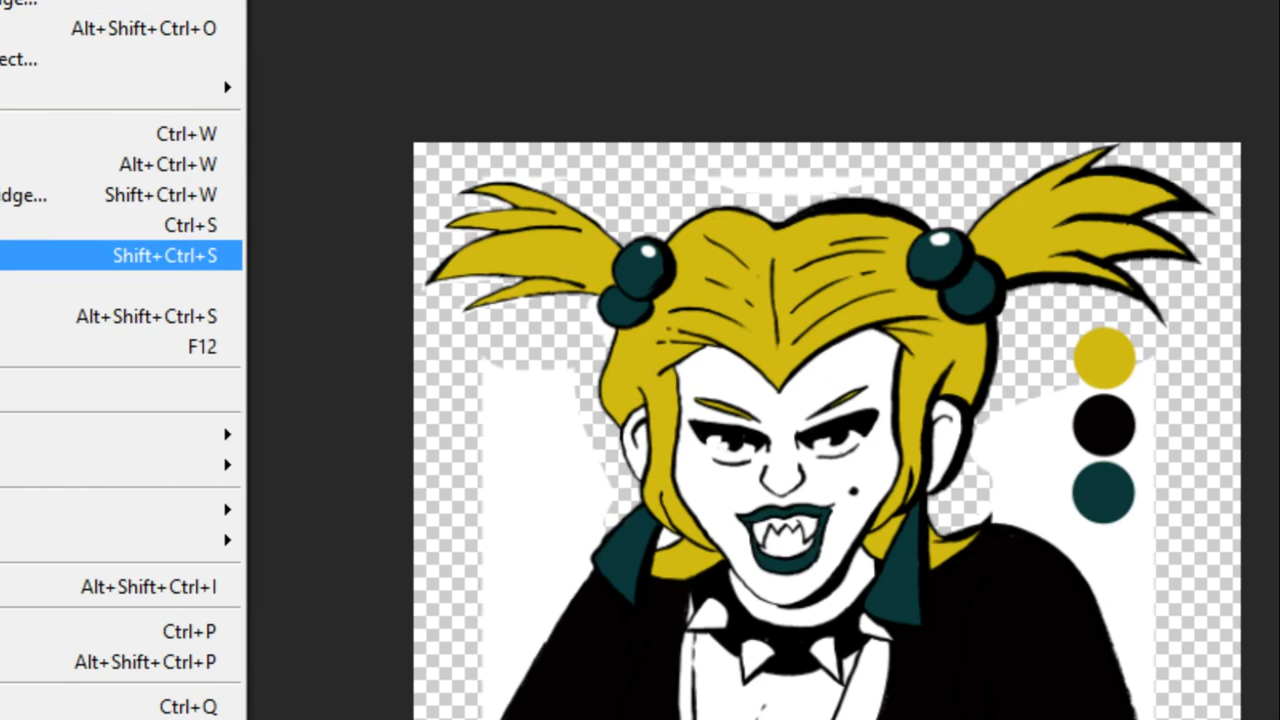 dge...
Alt+Shift+Ctrl+O
ect...
Ctrl+W
Alt+Ctrl+W
idge... Shift+Ctrl+W
Ctrl+S
Shift+Ctrl+S
Alt+Shift+Ctrl+S
F12
Alt+Shift+Ctrl+I
Ctrl+P
Alt+Shift+Ctrl+P
Ctrl+Q